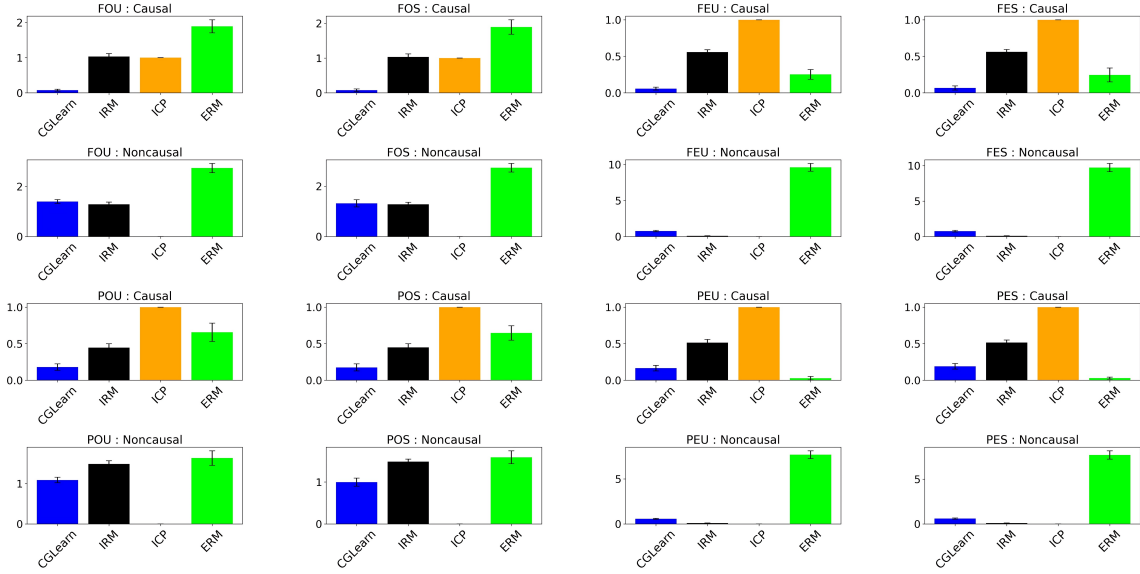 FOU : Causal
2
1
0
CGLearn
IRM
ICP
ERM
FOS : Causal
2
1
0
CGLearn
IRM
ICP
ERM
FEU : Causal
1.0
0.5
0.0
CGLearn
IRM
ICP
ERM
FES : Causal
1.0
0.5
0.0
CGLearn
IRM
ICP
ERM
FOU : Noncausal
2
0
CGLearn
IRM
ICP
ERM
FOS : Noncausal
2
0
CGLearn
IRM
ICP
ERM
FEU : Noncausal
10
5
0
CGLearn
IRM
ICP
ERM
FES : Noncausal
10
5
0
CGLearn
IRM
ICP
ERM
POU : Causal
1.0
0.5
0.0
CGLearn
IRM
ICP
ERM
POS : Causal
1.0
0.5
0.0
CGLearn
IRM
ICP
ERM
PEU : Causal
1.0
0.5
0.0
CGLearn
IRM
ICP
ERM
PES : Causal
1.0
0.5
0.0
CGLearn
IRM
ICP
ERM
POU : Noncausal
1
0
CGLearn
IRM
ICP
ERM
POS : Noncausal
1
0
CGLearn
IRM
ICP
ERM
PEU : Noncausal
5
0
CGLearn
IRM
ICP
ERM
PES : Noncausal
5
0
CGLearn
IRM
ICP
ERM